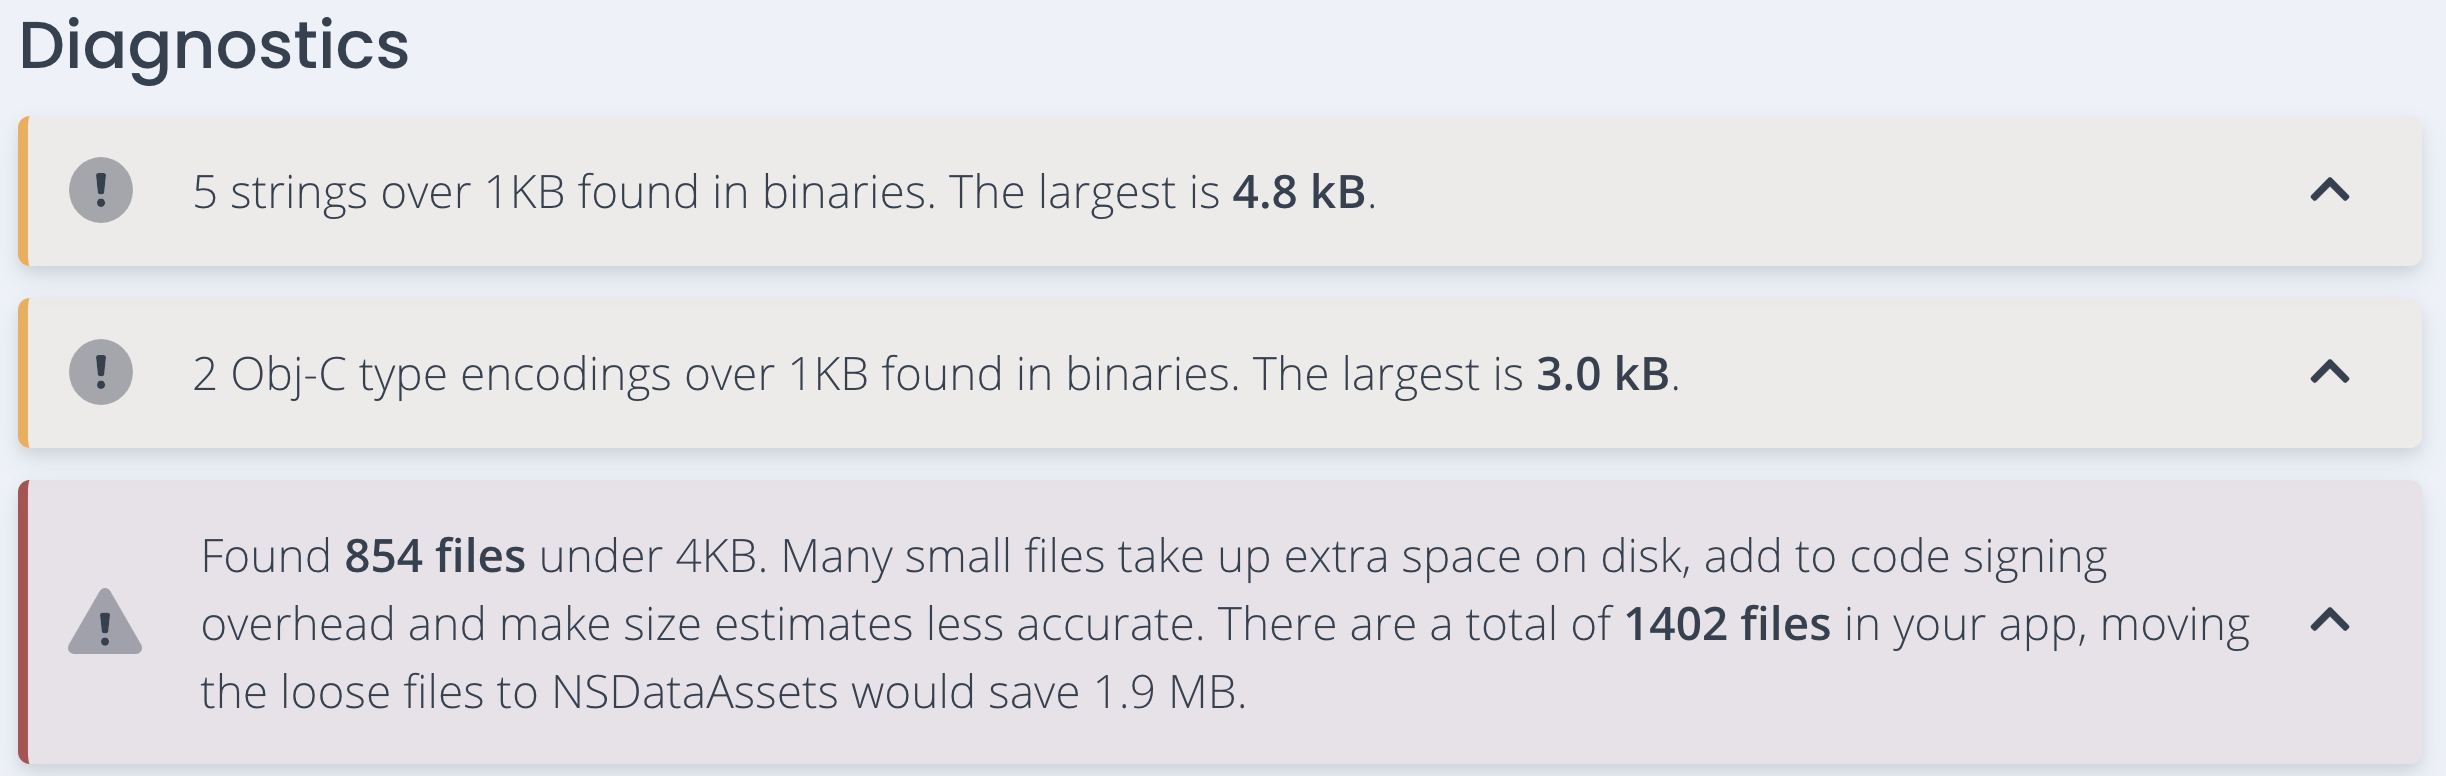 Diagnostics
5 strings over 1KB found in binaries. The largest is 4.8 kB.
2 Obj-C type encodings over 1KB found in binaries. The largest is 3.0 kB.
Found 854 files under 4KB. Many small files take up extra space on disk, add to code signing
overhead and make size estimates less accurate. There are a total of 1402 files in your app, moving
the loose files to NSDataAssets would save 1.9 MB.